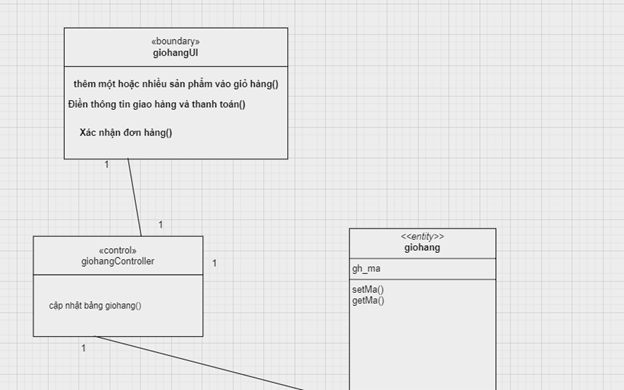 «boundary»
giohangUI
thêm một hoặc nhiều sản phẩm vào giỏ hàng()
Điền thông tin giao hàng và thanh toán()
Xác nhận đơn hàng()
1
1
«control»
giohangController
1
cập nhật bảng giohang()
1
<<entity>>
giohang
gh_ma
setMa()
getMa()